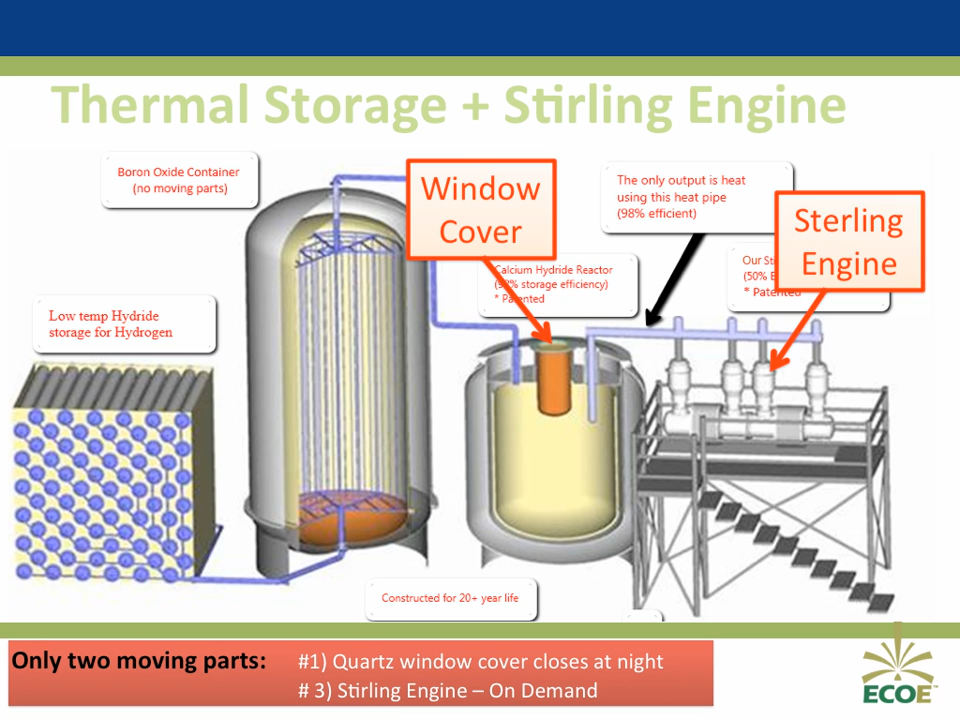 Thermal Storage + Stirling Engine
Boron Oxide Container
(no moving parts)
Window
Cover
The only output is heat
using this heat pipe
(98% efficient)
Sterling
Engine
Calcium Hydride Reactor
(98% storage efficiency)
* Patented
Our
(50%
* Patented
Low temp Hydride
storage for Hydrogen
Constructed for 20+ year life
Only two moving parts:
#1) Quartz window cover closes at night
# 3) Stirling Engine – On Demand
ECOE™